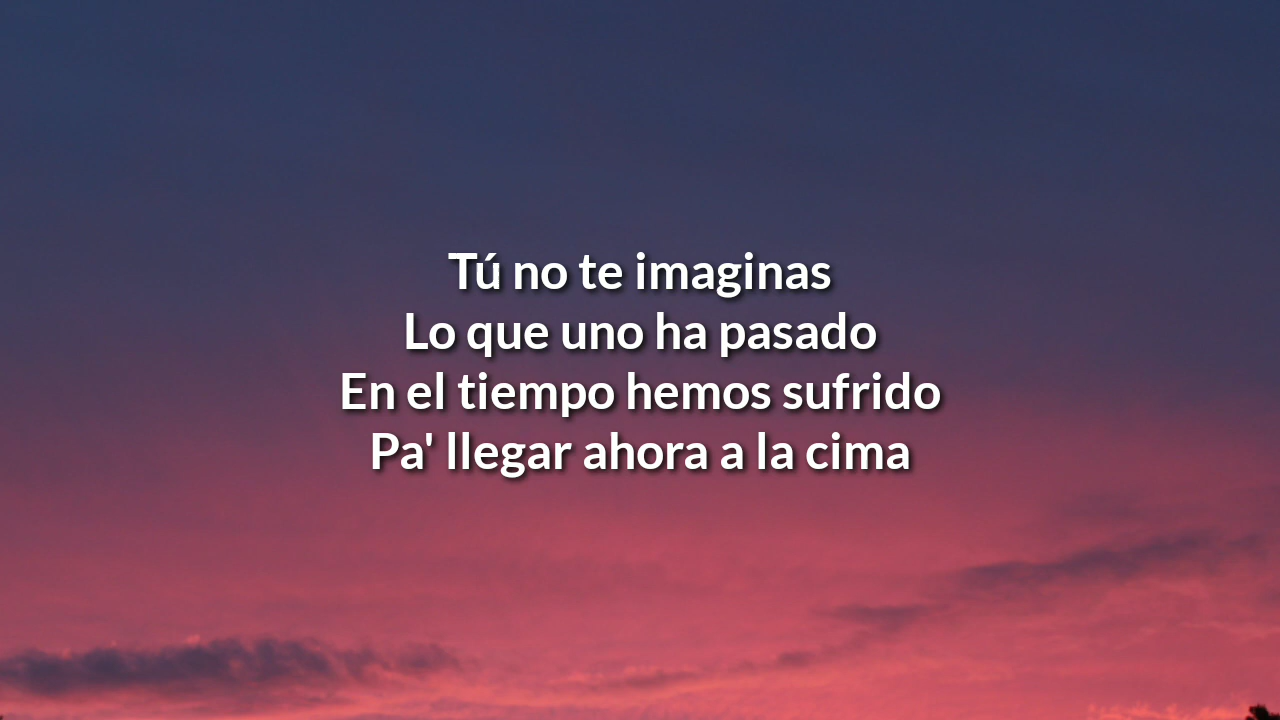 Tú no te imaginas
Lo que uno ha pasado
En el tiempo hemos sufrido
Pa' llegar ahora a la cima